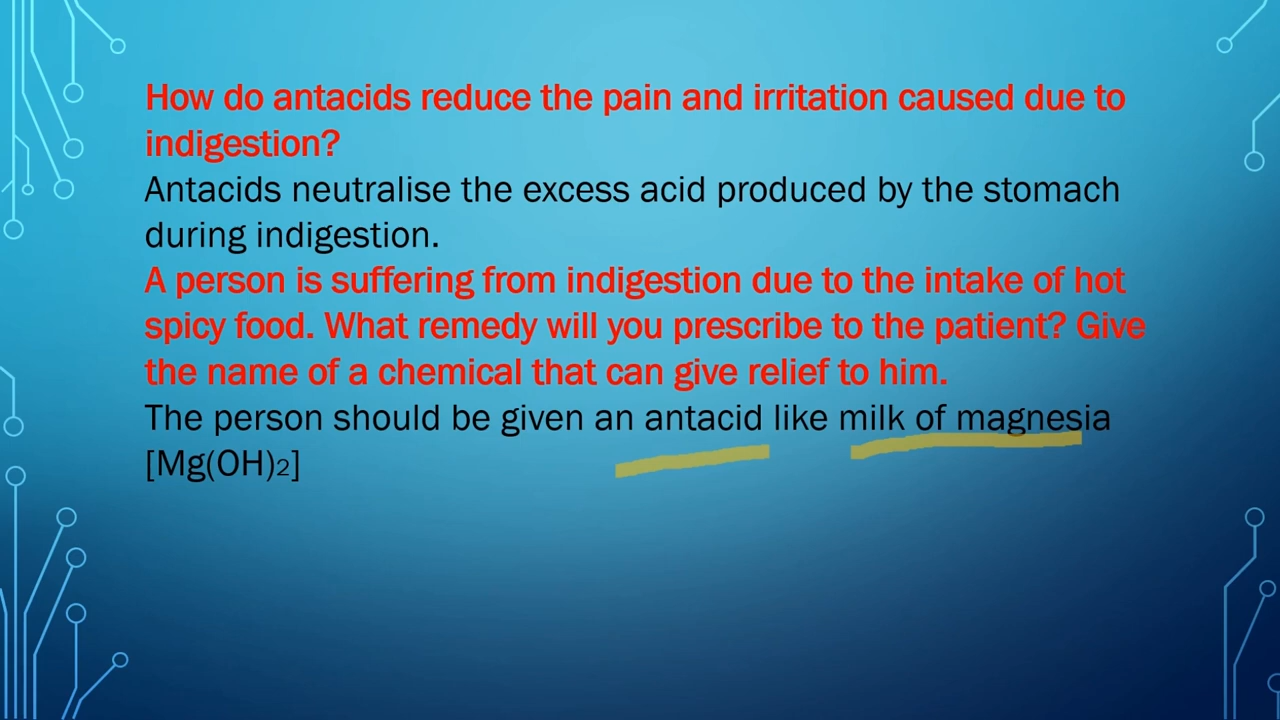 How do antacids reduce the pain and irritation caused due to
indigestion?
Antacids neutralise the excess acid produced by the stomach
during indigestion.
A person is suffering from indigestion due to the intake of hot
spicy food. What remedy will you prescribe to the patient? Give
the name of a chemical that can give relief to him.
The person should be given an antacid like milk of magnesia
[Mg(OH)₂]